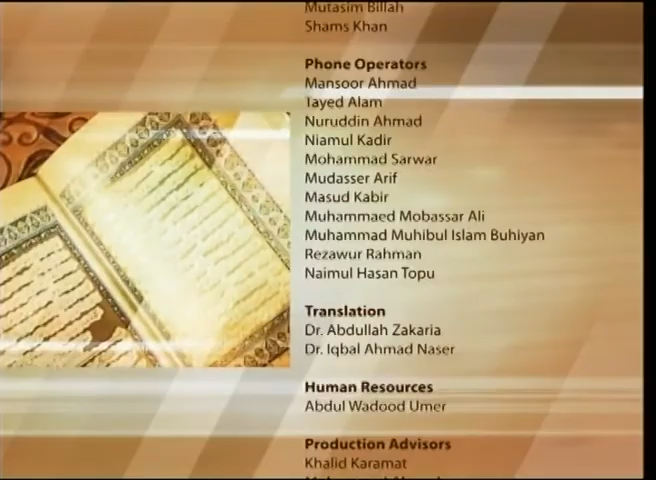 Mutasim Billah
Shams Khan
Phone Operators
Mansoor Ahmad
Tayed Alam
Nuruddin Ahmad
Niamul Kadir
Mohammad Sarwar
Mudasser Arif
Masud Kabir
Muhammaed Mobassar Ali
Muhammad Muhibul Islam Buhiyan
Rezawur Rahman
Naimul Hasan Topu
Translation
Dr. Abdullah Zakaria
Dr. Iqbal Ahmad Naser
Human Resources
Abdul Wadood Umer
Production Advisors
Khalid Karamat